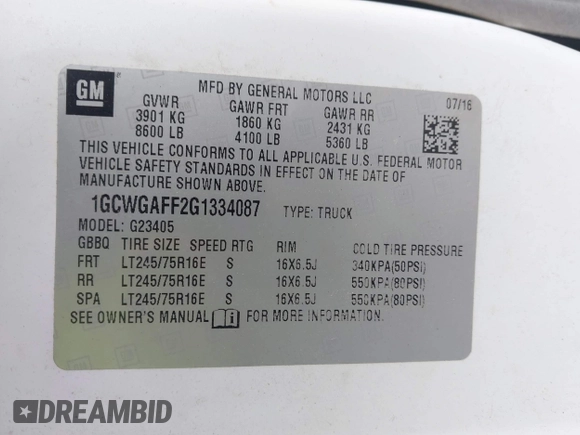 GM
MFD BY GENERAL MOTORS LLC
07/16
GVWR GAWR FRT GAWR RR
3901 KG 1860 KG 2431 KG
8600 LB 4100 LB 5360 LB
THIS VEHICLE CONFORMS TO ALL APPLICABLE U.S. FEDERAL MOTOR
VEHICLE SAFETY STANDARDS IN EFFECT ON THE DATE OF
MANUFACTURE SHOWN ABOVE.
1GCWGAFF2G1334087 TYPE: TRUCK
MODEL: G23405
GBBQ TIRE SIZE SPEED RTG RIM COLD TIRE PRESSURE
FRT LT245/75R16E S 16X6.5J 340KPA(50PSI)
RR LT245/75R16E S 16X6.5J 550KPA(80PSI)
SPA LT245/75R16E S 16X6.5J 550KPA(80PSI)
SEE OWNER'S MANUAL FOR MORE INFORMATION.
DREAMBID